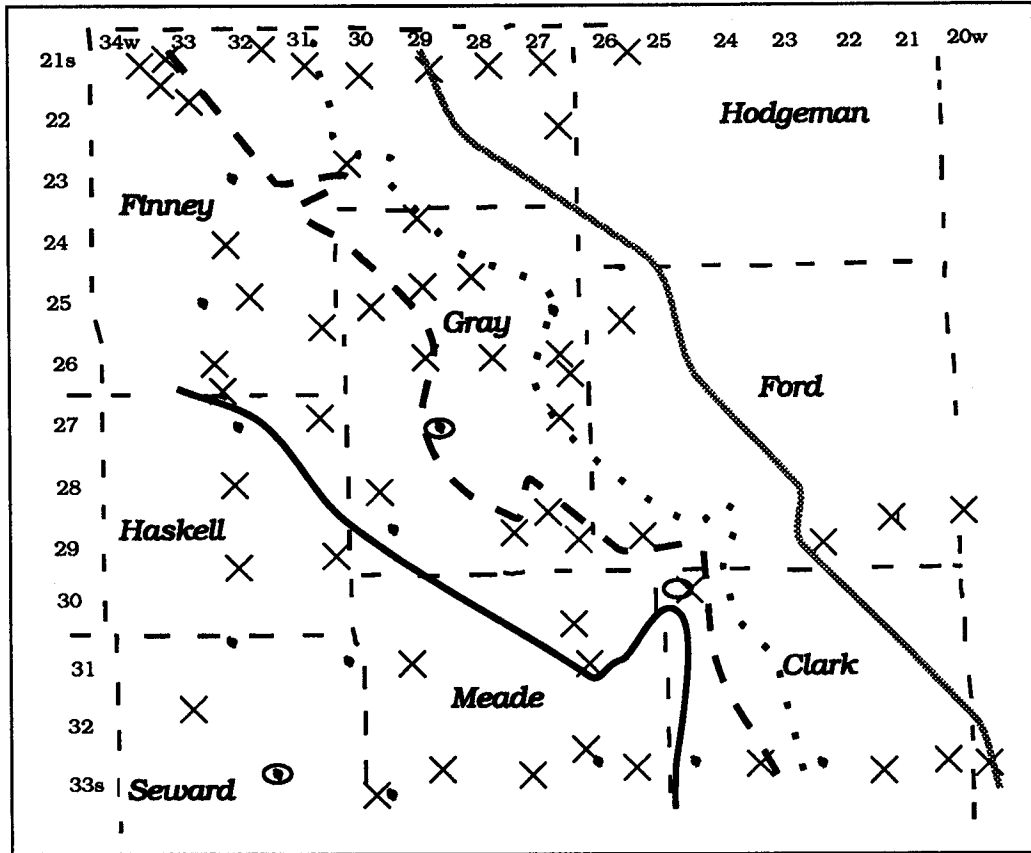 34w 33 32 31 30 29 28 27 26 25 24 23 22 21 20w
21s
22
Hodgeman
23
Finney
24
25
Gray
26
Ford
27
28
Haskell
29
30
31
Clark
Meade
32
33s
Seward